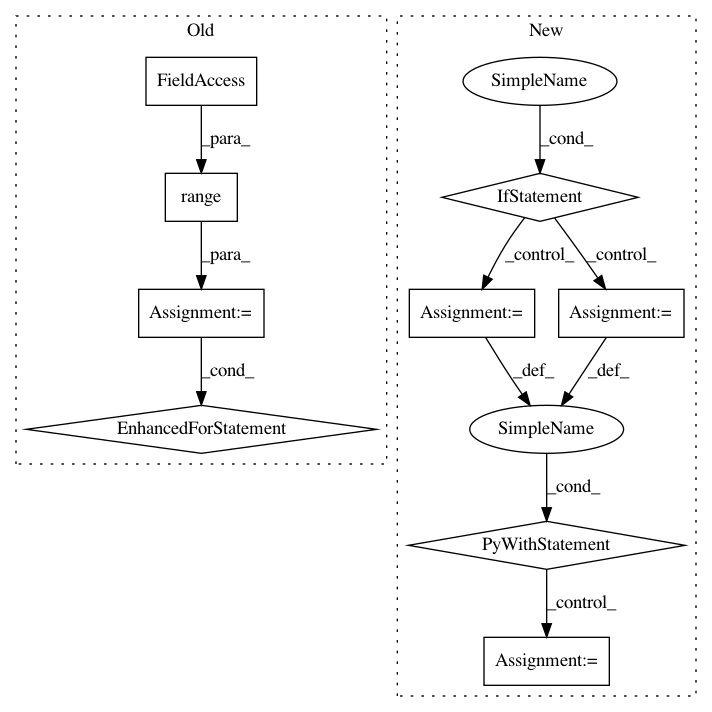 Old
New
FieldAccess
SimpleName
_para_
_cond_
range
IfStatement
_para_
_control_
_control_
Assignment:=
Assignment:=
Assignment:=
_cond_
_def_
_def_
EnhancedForStatement
SimpleName
_cond_
PyWithStatement
_control_
Assignment:=